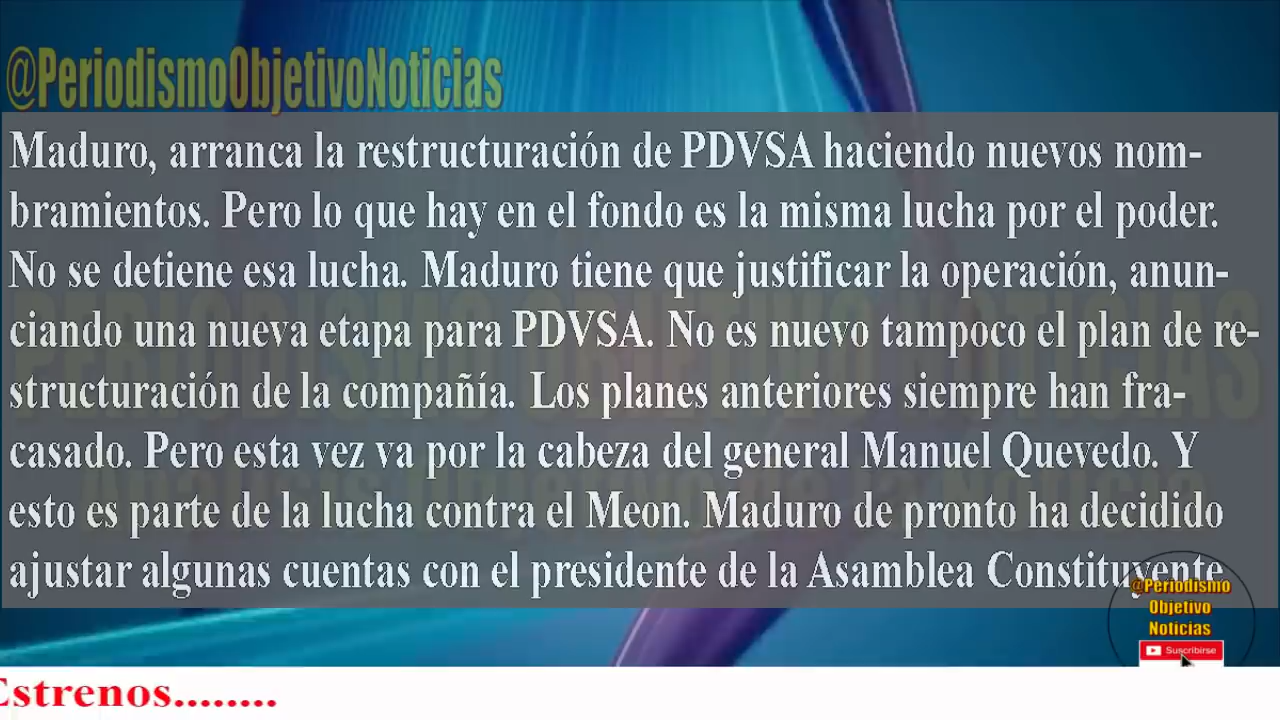 @PeriodismoObjetivoNoticias
Maduro, arranca la restructuración de PDVSA haciendo nuevos nom-
bramientos. Pero lo que hay en el fondo es la misma lucha por el poder.
No se detiene esa lucha. Maduro tiene que justificar la operación, anun-
ciando una nueva etapa para PDVSA. No es nuevo tampoco el plan de re-
structuración de la compañía. Los planes anteriores siempre han fra-
casado. Pero esta vez va por la cabeza del general Manuel Quevedo. Y
esto es parte de la lucha contra el Meon. Maduro de pronto ha decidido
ajustar algunas cuentas con el presidente de la Asamblea Constituyente
@Periodismo
Objetivo
Noticias
Suscribirse
Estrenos........